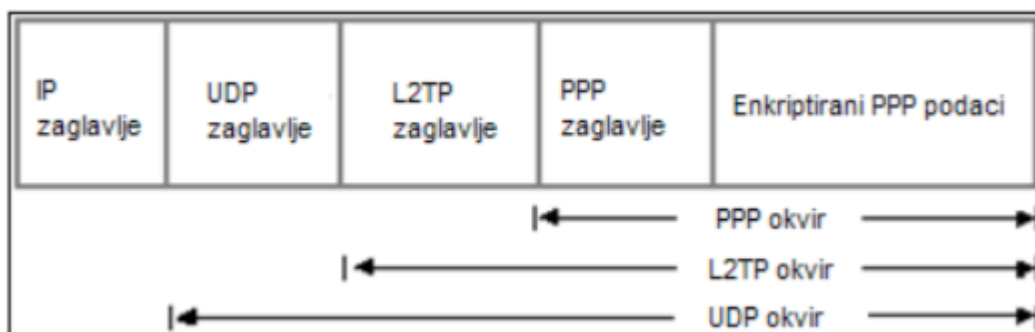 IP
zaglavlje
UDP
zaglavlje
L2TP
zaglavlje
PPP
zaglavlje
Enkriptirani PPP podaci
PPP okvir
L2TP okvir
UDP okvir